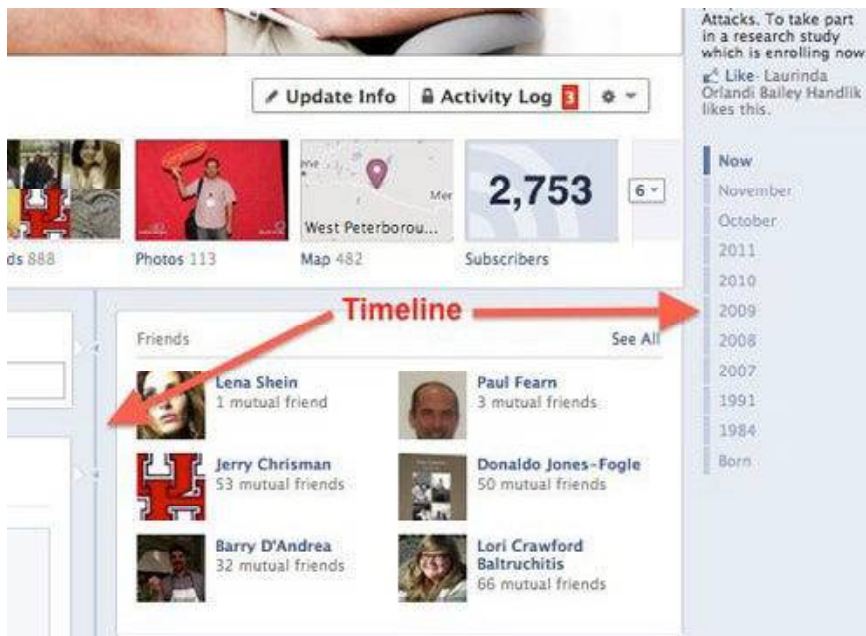 Attacks. To take part
in a research study
which is enrolling now
Like · Laurinda
Orlandi Bailey Handlik
likes this.
Update Info
Activity Log 3
2,753
6
West Peterborou...
Mer
ds 888
Photos 113
Map 482
Subscribers
Now
November
October
2011
2010
2009
2008
2007
1991
1984
Born
Timeline
Friends
See All
Lena Shein
1 mutual friend
Paul Fearn
3 mutual friends
Jerry Chrisman
53 mutual friends
Donaldo Jones-Fogle
50 mutual friends
Barry D'Andrea
32 mutual friends
Lori Crawford
Baltruchitis
66 mutual friends